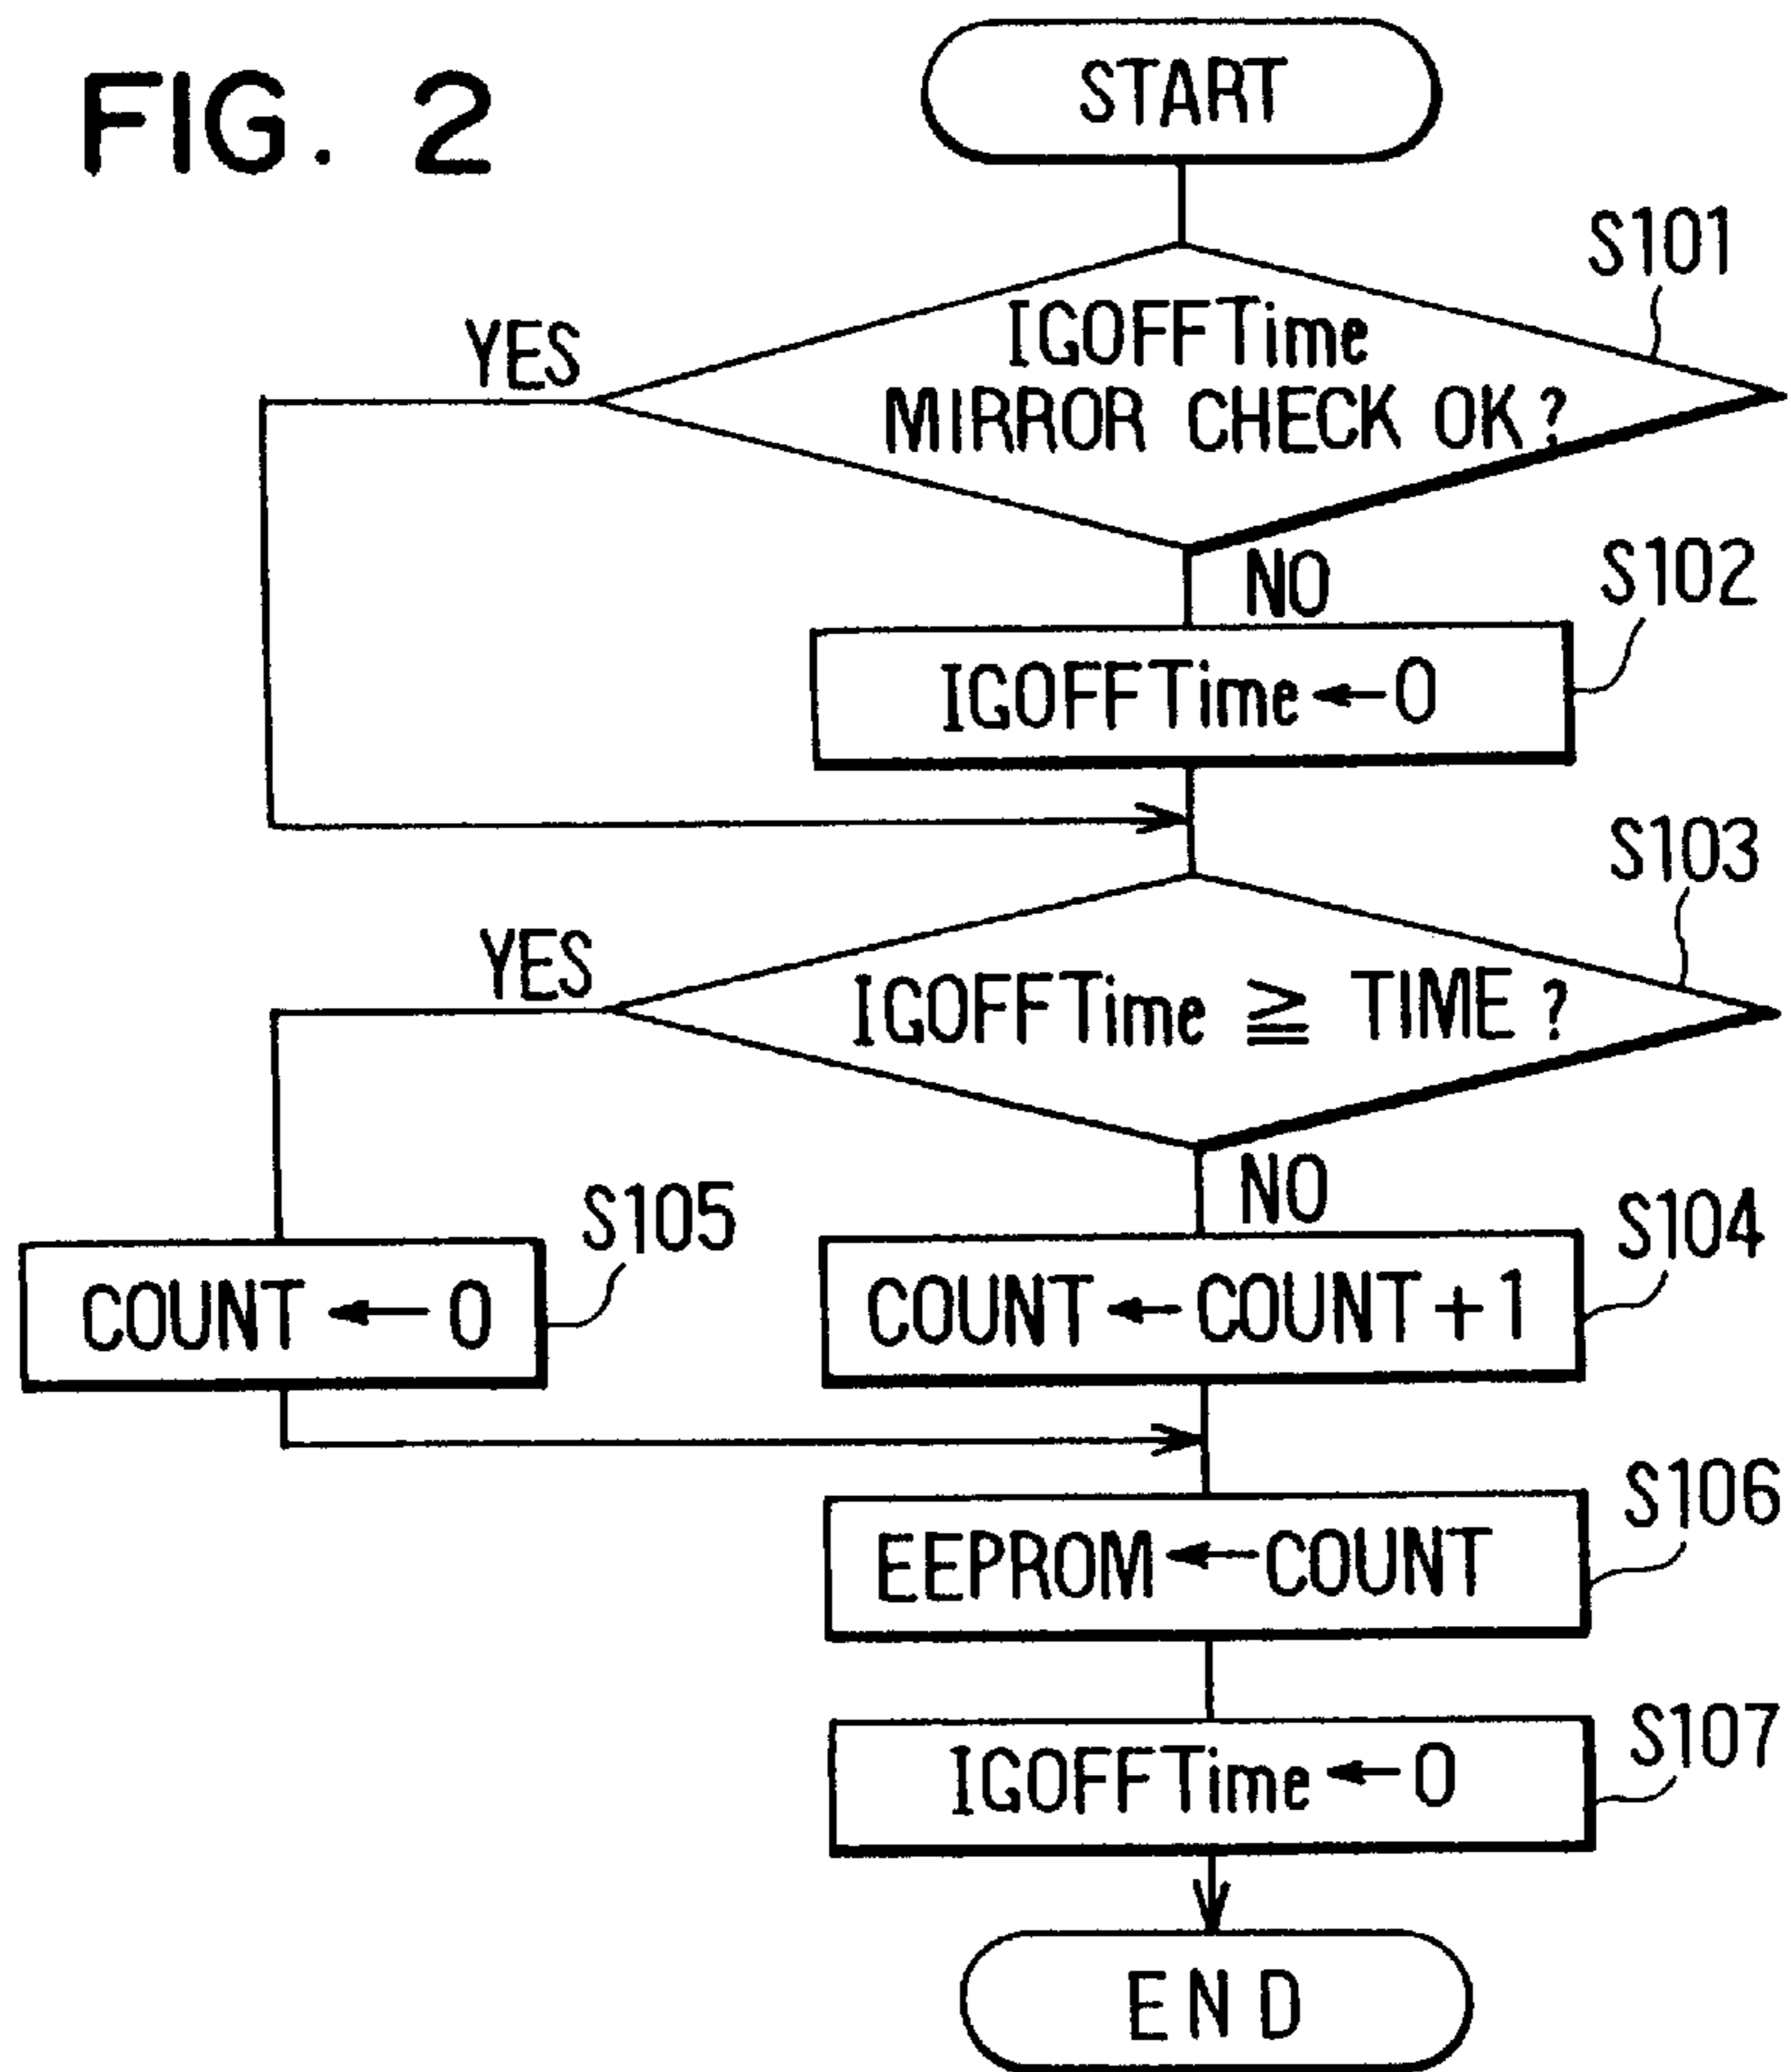 FIG. 2
START
S101
YES
IGOFFTime
MIRROR CHECK OK?
NO
S102
IGOFFTime←0
S103
YES
IGOFFTime ≧ TIME?
NO
S105
S104
COUNT ← 0
COUNT←COUNT+1
S106
EEPROM←COUNT
S107
IGOFFTime←0
END